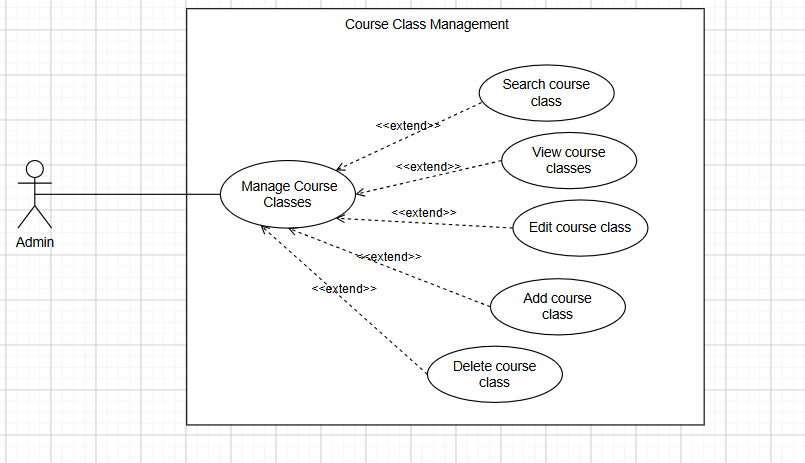 Course Class Management
Search course
class
<<extend>>
View course
classes
<<extend>>
Manage Course
Classes
<<extend>>
Edit course class
Admin
<<extend>>
<<extend>>
Add course
class
Delete course
class